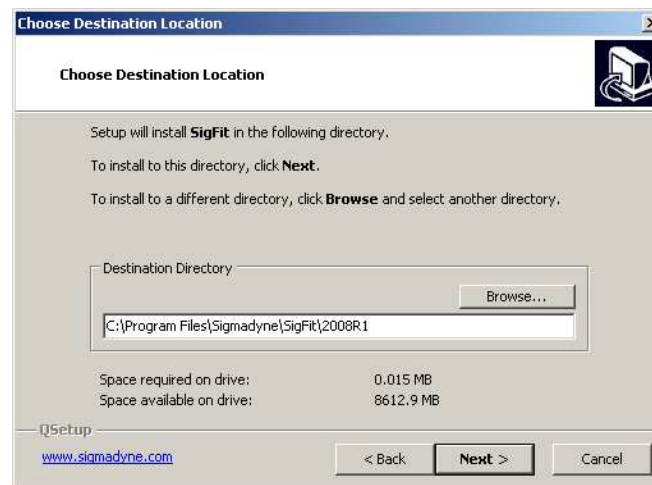 Choose Destination Location
Choose Destination Location
Setup will install SigFit in the following directory.
To install to this directory, click Next.
To install to a different directory, click Browse and select another directory.
Destination Directory
Browse...
C:\Program Files\Sigmadyne\SigFit\2008R1
Space required on drive: 0.015 MB
Space available on drive: 8612.9 MB
QSetup
www.sigmadyne.com < Back Next > Cancel